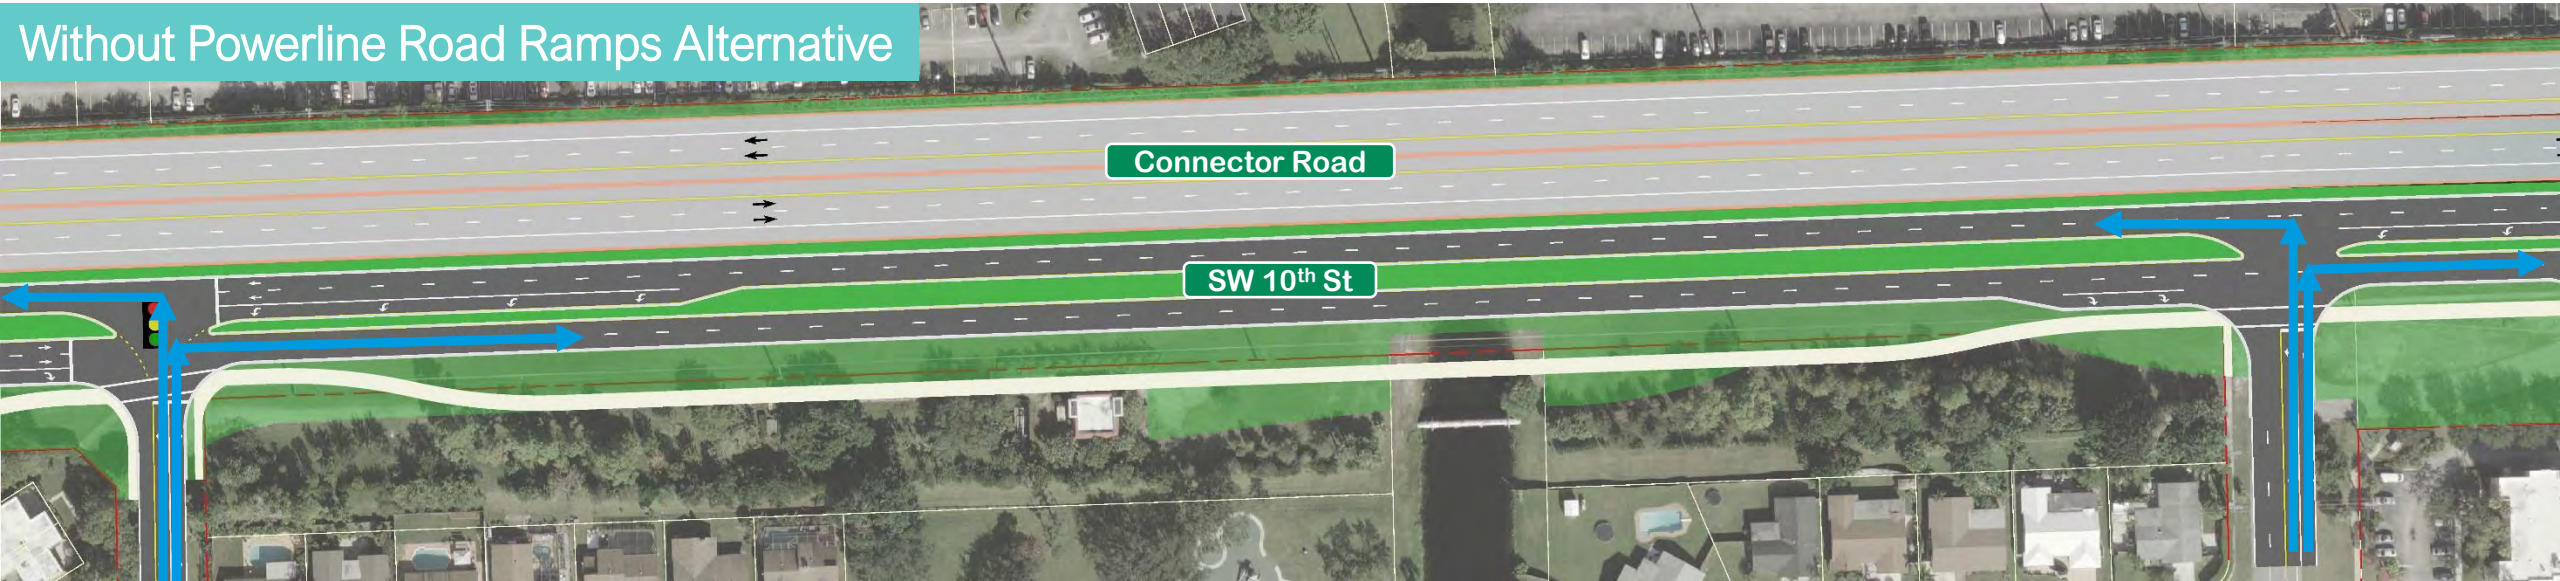 Without Powerline Road Ramps Alternative
Connector Road
SW 10th St